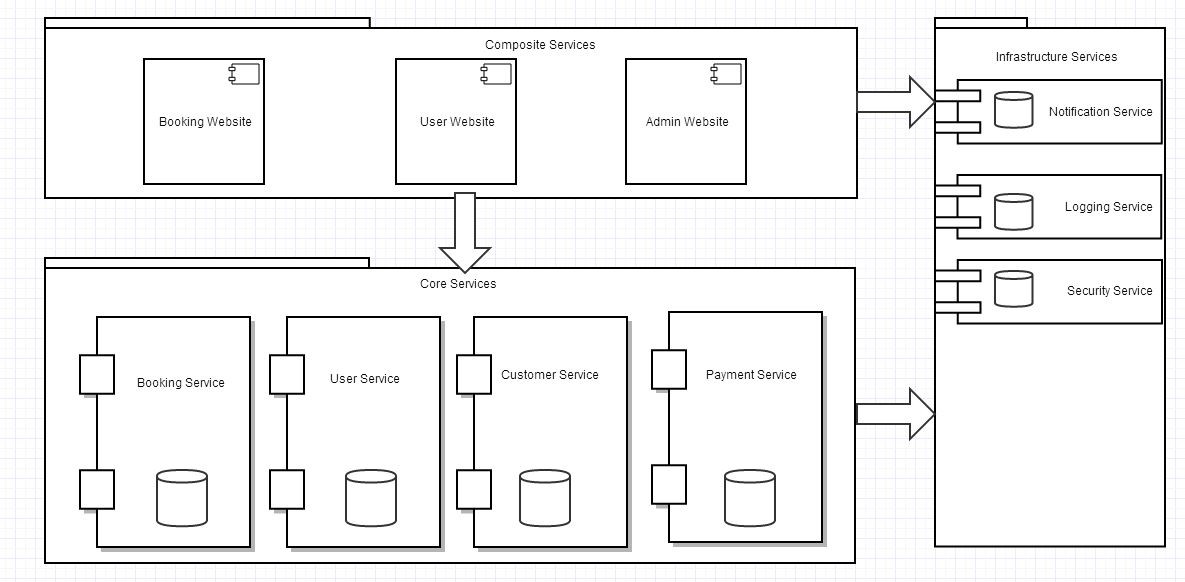 Composite Services
Booking Website
User Website
Admin Website
Infrastructure Services
Notification Service
Logging Service
Security Service
Core Services
Booking Service
User Service
Customer Service
Payment Service